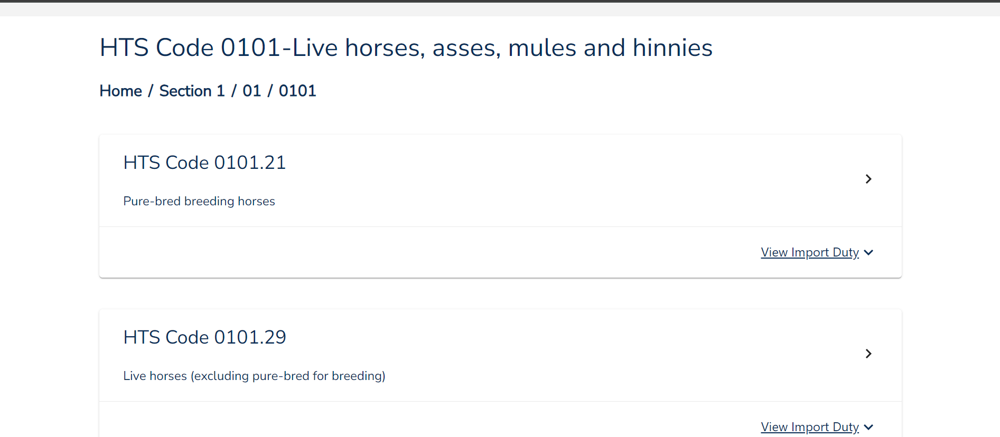 HTS Code 0101-Live horses, asses, mules and hinnies
Home / Section 1 / 01 / 0101
HTS Code 0101.21
Pure-bred breeding horses
View Import Duty
HTS Code 0101.29
Live horses (excluding pure-bred for breeding)
View Import Duty